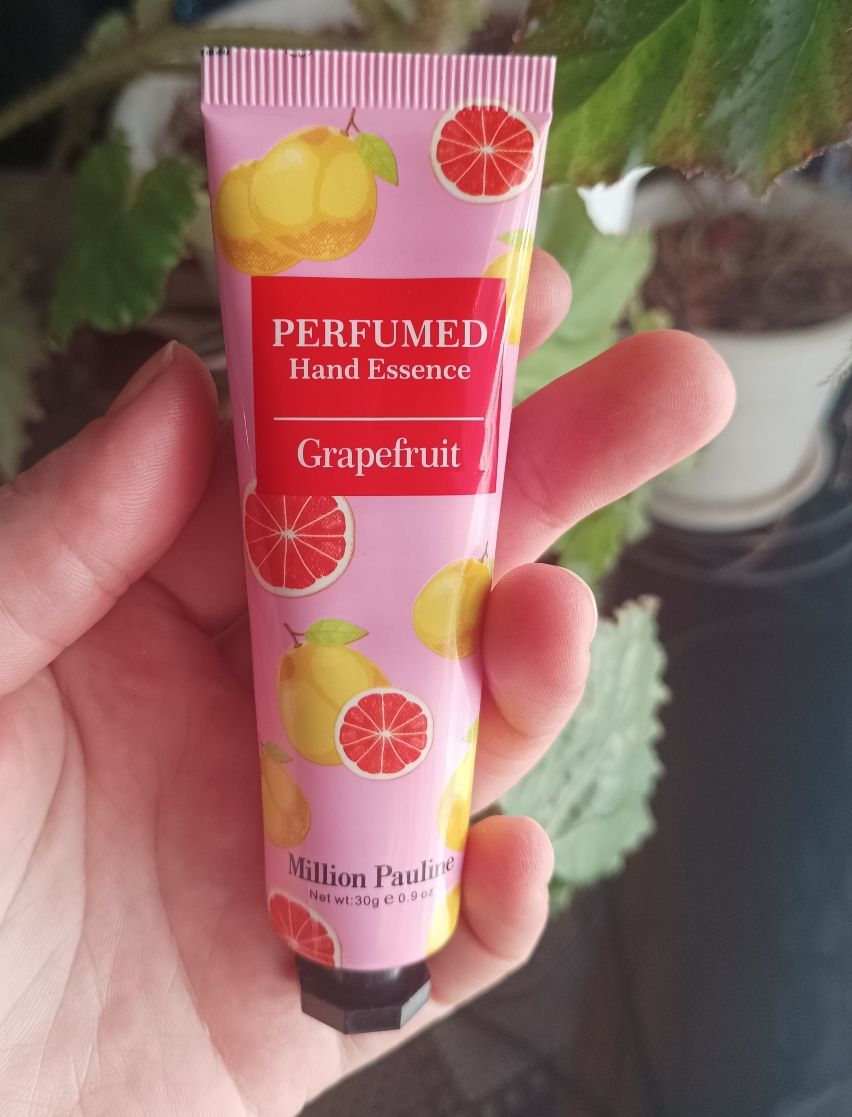 PERFUMED
Hand Essence
Grapefruit
Million Pauline
Net wt:30g e 0.9 oz